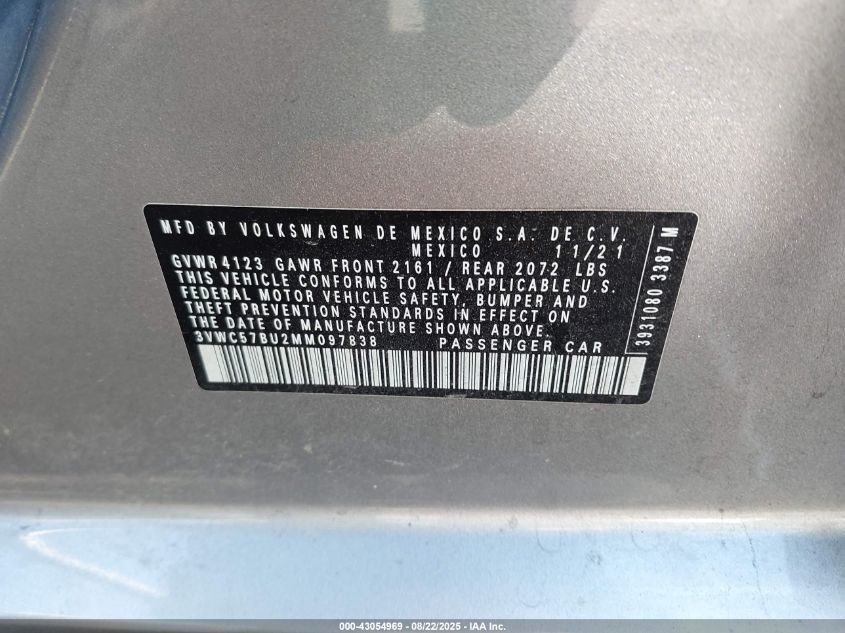 MFD BY VOLKSWAGEN DE MEXICO S.A. DE C.V.
MEXICO 11/21
GVWR 4123 GAWR FRONT 2161 / REAR 2072 LBS
THIS VEHICLE CONFORMS TO ALL APPLICABLE U.S.
FEDERAL MOTOR VEHICLE SAFETY, BUMPER AND
THEFT PREVENTION STANDARDS IN EFFECT ON
THE DATE OF MANUFACTURE SHOWN ABOVE.
3VWC57BU2MM097838 PASSENGER CAR
3931080 3387 M
000-43054969 - 08/22/2025 - IAA Inc.